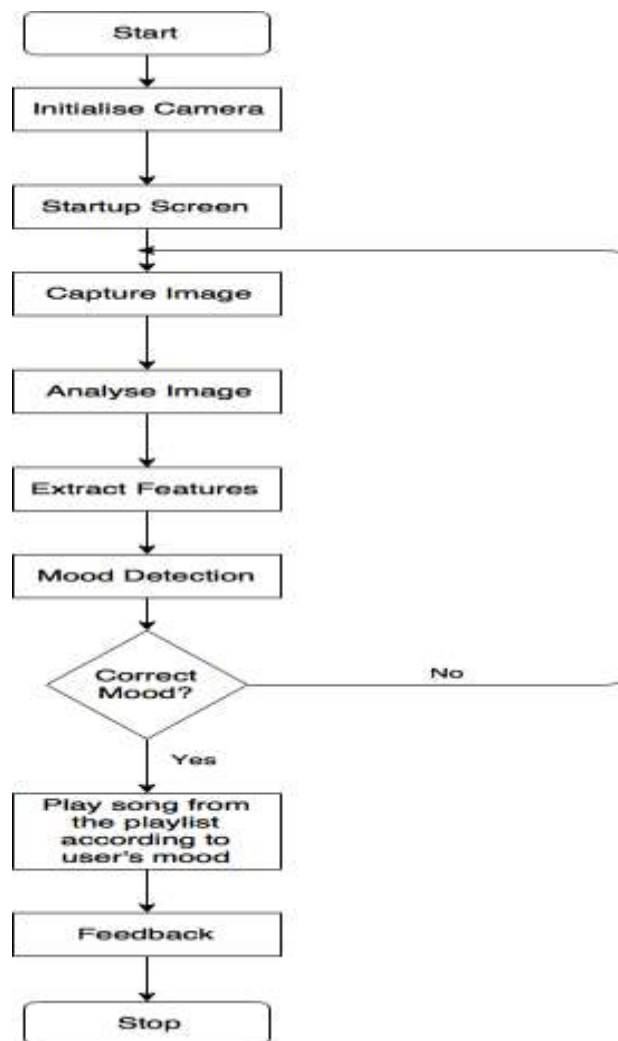 Start
Initialise Camera
Startup Screen
Capture Image
Analyse Image
Extract Features
Mood Detection
Correct
Mood?
No
Yes
Play song from
the playlist
according to
user's mood
Feedback
Stop